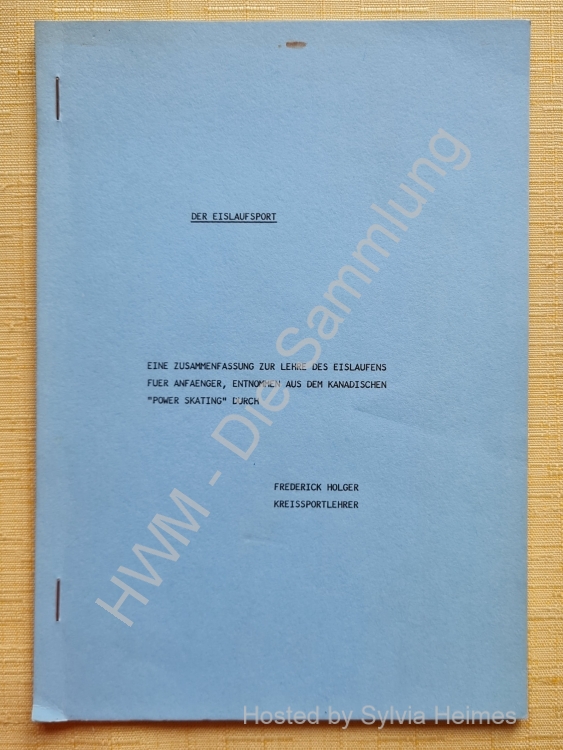 DER EISLAUFSPORT
EINE ZUSAMMENFASSUNG ZUR LEHRE DES EISLAUFENS
FUER ANFAENGER, ENTNOMMEN AUS DEM KANADISCHEN
"POWER SKATING" DURCH
FREDERICK HOLGER
KREISSPORTLEHRER
HWM - Die Sammlung
Hosted by Sylvia Heimes